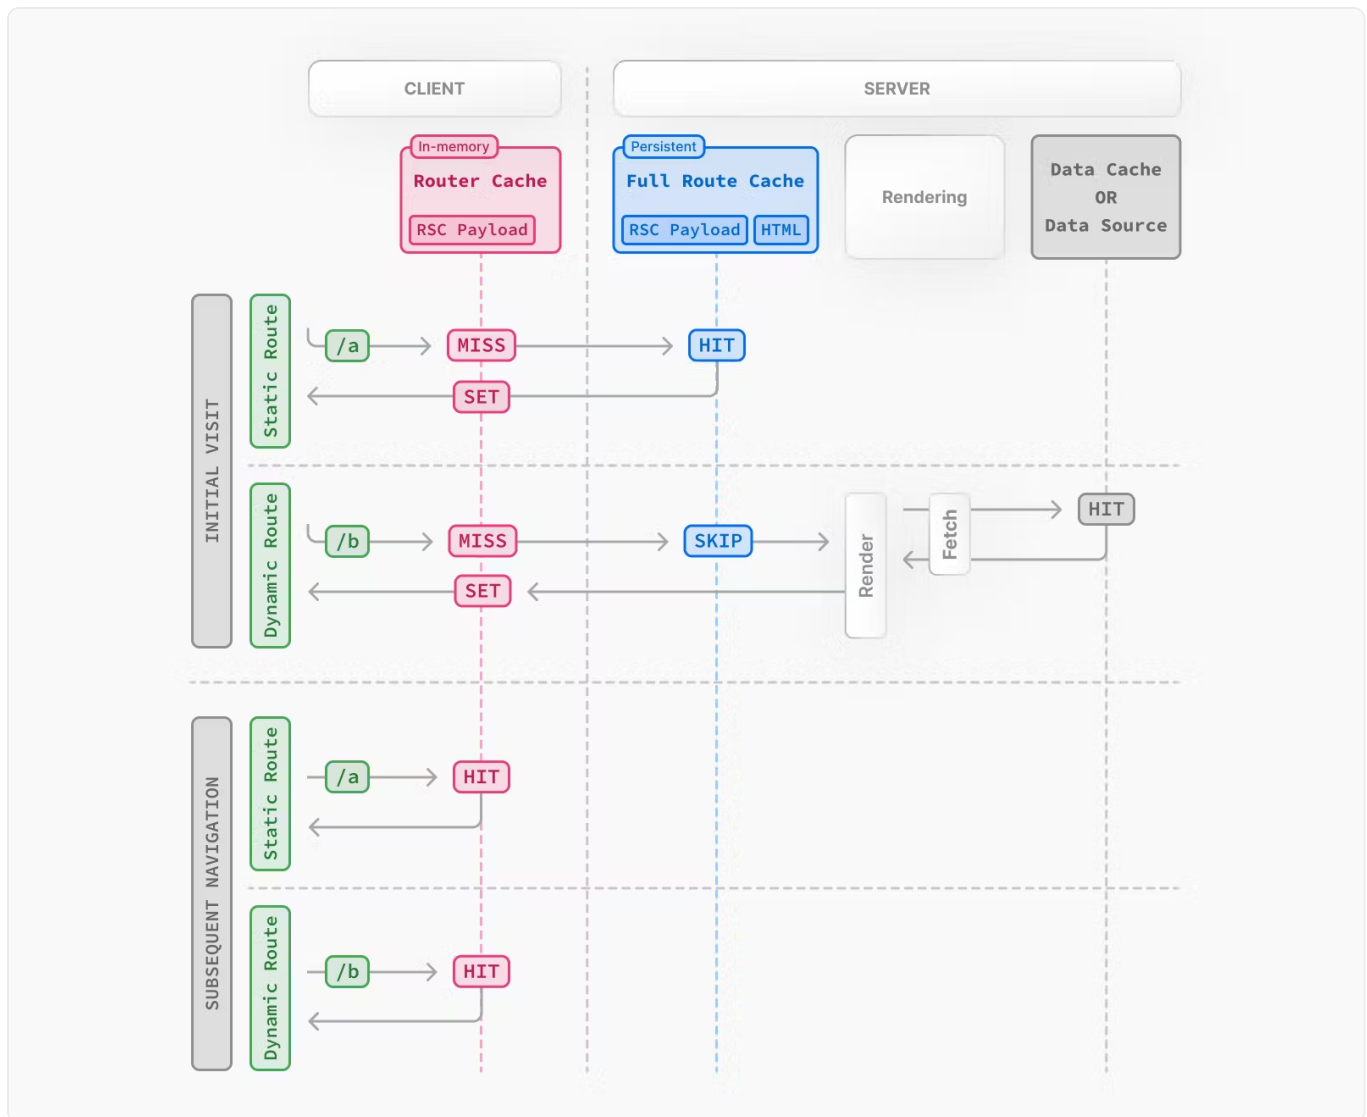 CLIENT
SERVER
In-memory
Router Cache
RSC Payload
Persistent
Full Route Cache
RSC Payload
HTML
Rendering
Data Cache
OR
Data Source
INITIAL VISIT
Static Route
/a
MISS
HIT
SET
Dynamic Route
/b
MISS
SKIP
Render
Fetch
HIT
SET
SUBSEQUENT NAVIGATION
Static Route
/a
HIT
Dynamic Route
/b
HIT